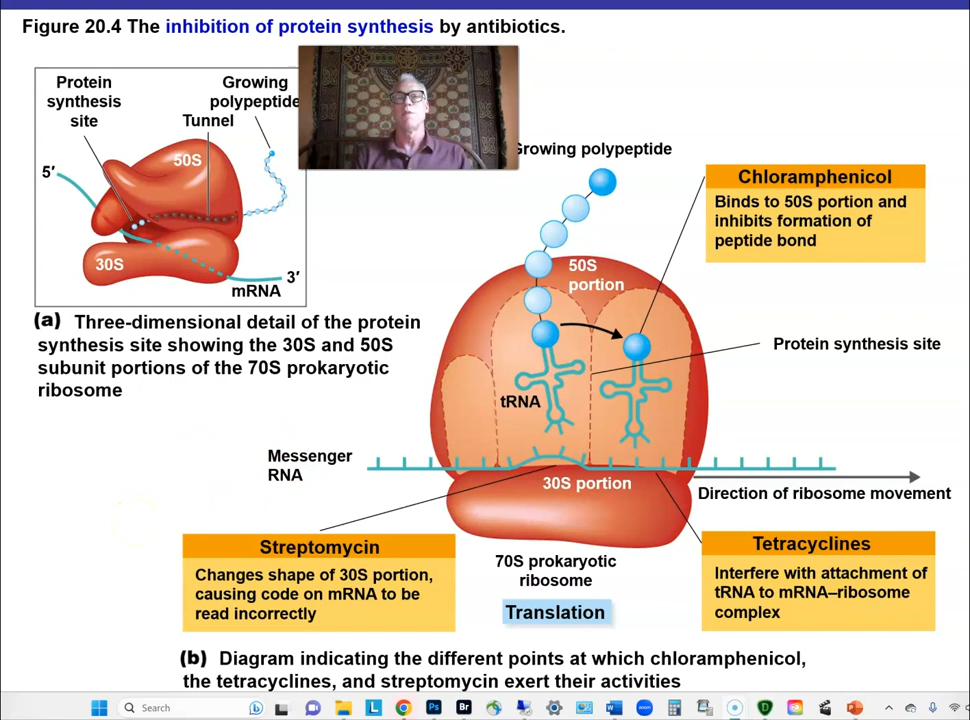 Figure 20.4 The inhibition of protein synthesis by antibiotics.
Protein
synthesis
site
Growing
polypeptide
Tunnel
5′
50S
30S
3′
mRNA
(a) Three-dimensional detail of the protein
synthesis site showing the 30S and 50S
subunit portions of the 70S prokaryotic
ribosome
Growing polypeptide
50S
portion
Chloramphenicol
Binds to 50S portion and
inhibits formation of
peptide bond
Protein synthesis site
tRNA
Messenger
RNA
30S portion
Direction of ribosome movement
Streptomycin
Changes shape of 30S portion,
causing code on mRNA to be
read incorrectly
70S prokaryotic
ribosome
Translation
Tetracyclines
Interfere with attachment of
tRNA to mRNA–ribosome
complex
(b) Diagram indicating the different points at which chloramphenicol,
the tetracyclines, and streptomycin exert their activities
Search